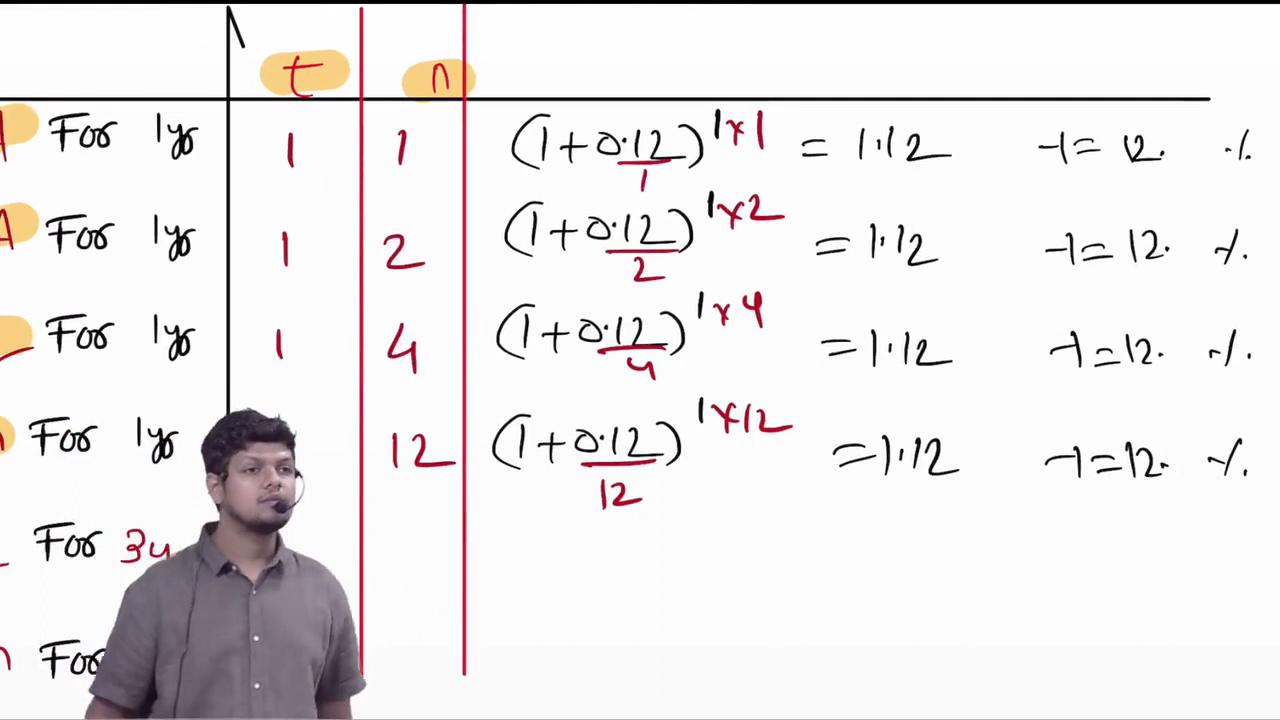 t n
For 1yr 1 1 (1+0.12/1)^1×1 = 1.12 -1= 12. %
For 1yr 1 2 (1+0.12/2)^1×2 = 1.12 -1= 12. %
For 1yr 1 4 (1+0.12/4)^1×4 = 1.12 -1=12. %
For 1yr 12 (1+0.12/12)^1×12 = 1.12 -1=12. %
For 3y
For